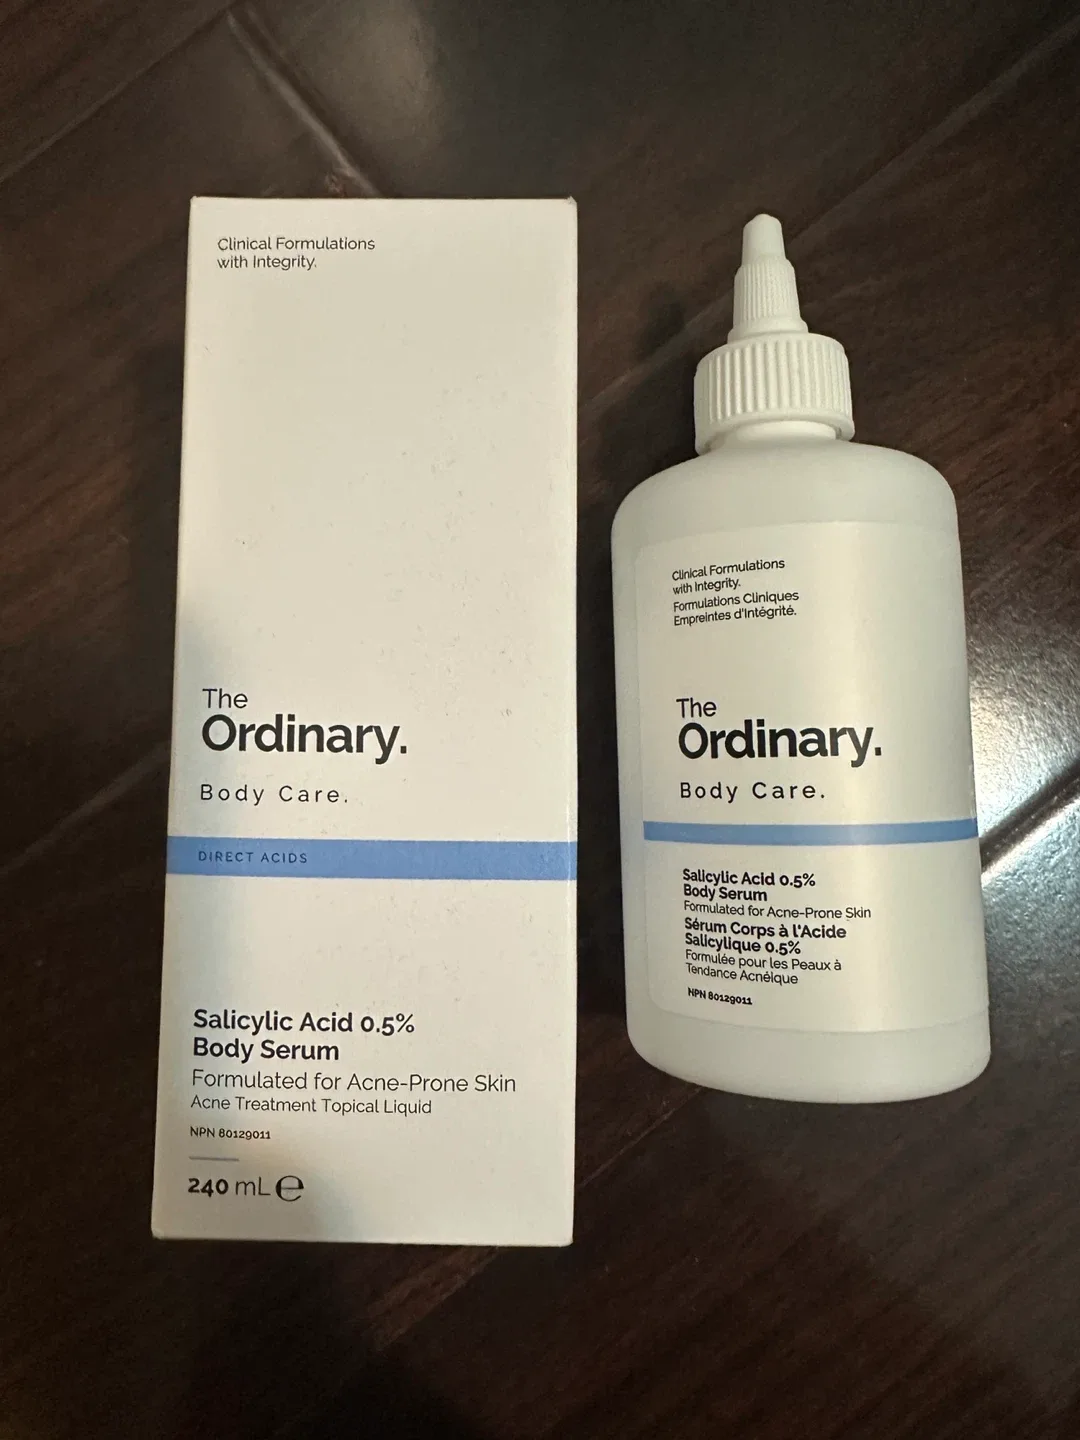 Clinical Formulations
with Integrity.
The
Ordinary.
Body Care.
DIRECT ACIDS
Salicylic Acid 0.5%
Body Serum
Formulated for Acne-Prone Skin
Acne Treatment Topical Liquid
NPN 80129011
240 mL ℮
Clinical Formulations
with Integrity.
Formulations Cliniques
Empreintes d'Intégrité.
The
Ordinary.
Body Care.
Salicylic Acid 0.5%
Body Serum
Formulated for Acne-Prone Skin
Sérum Corps à l'Acide
Salicylique 0.5%
Formulée pour les Peaux à
Tendance Acnéique
NPN 80129011